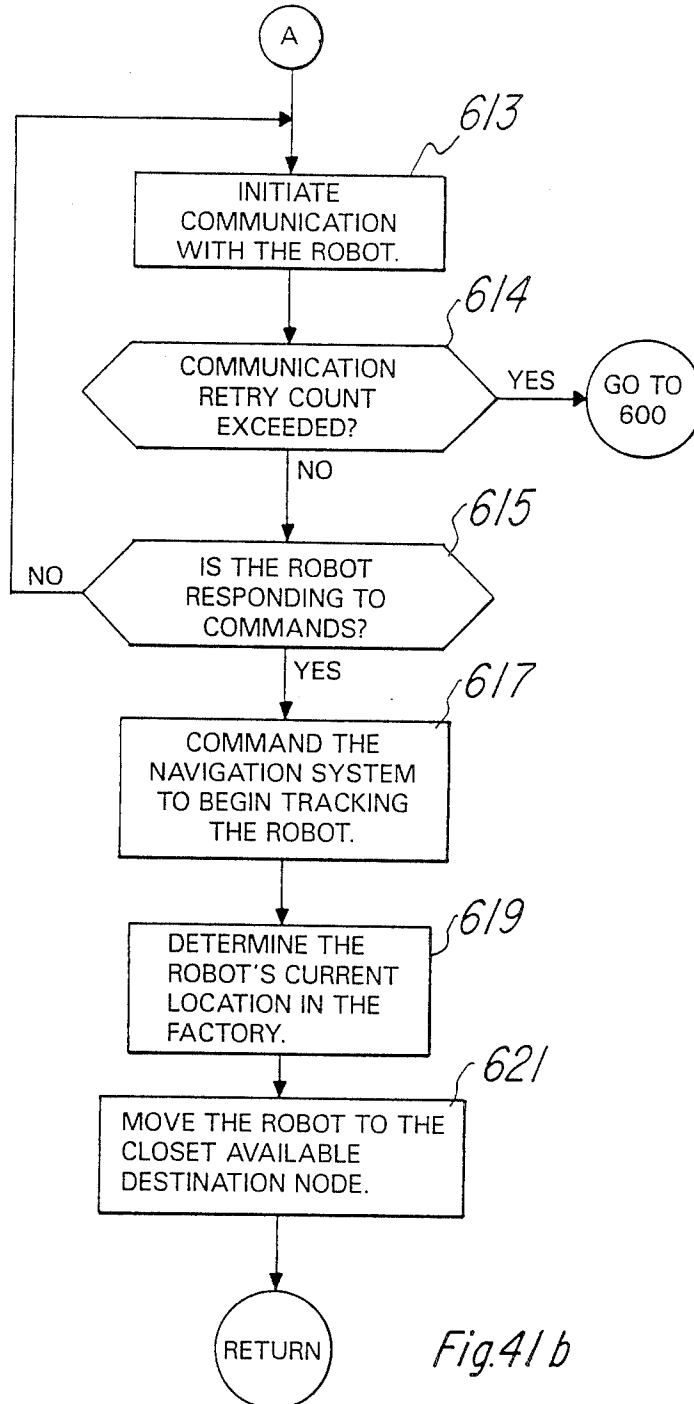 A
613
INITIATE
COMMUNICATION
WITH THE ROBOT.
614
COMMUNICATION
RETRY COUNT
EXCEEDED?
YES
GO TO
600
NO
615
IS THE ROBOT
RESPONDING TO
COMMANDS?
NO
YES
617
COMMAND THE
NAVIGATION SYSTEM
TO BEGIN TRACKING
THE ROBOT.
619
DETERMINE THE
ROBOT'S CURRENT
LOCATION IN THE
FACTORY.
621
MOVE THE ROBOT TO THE
CLOSET AVAILABLE
DESTINATION NODE.
RETURN
Fig.41b